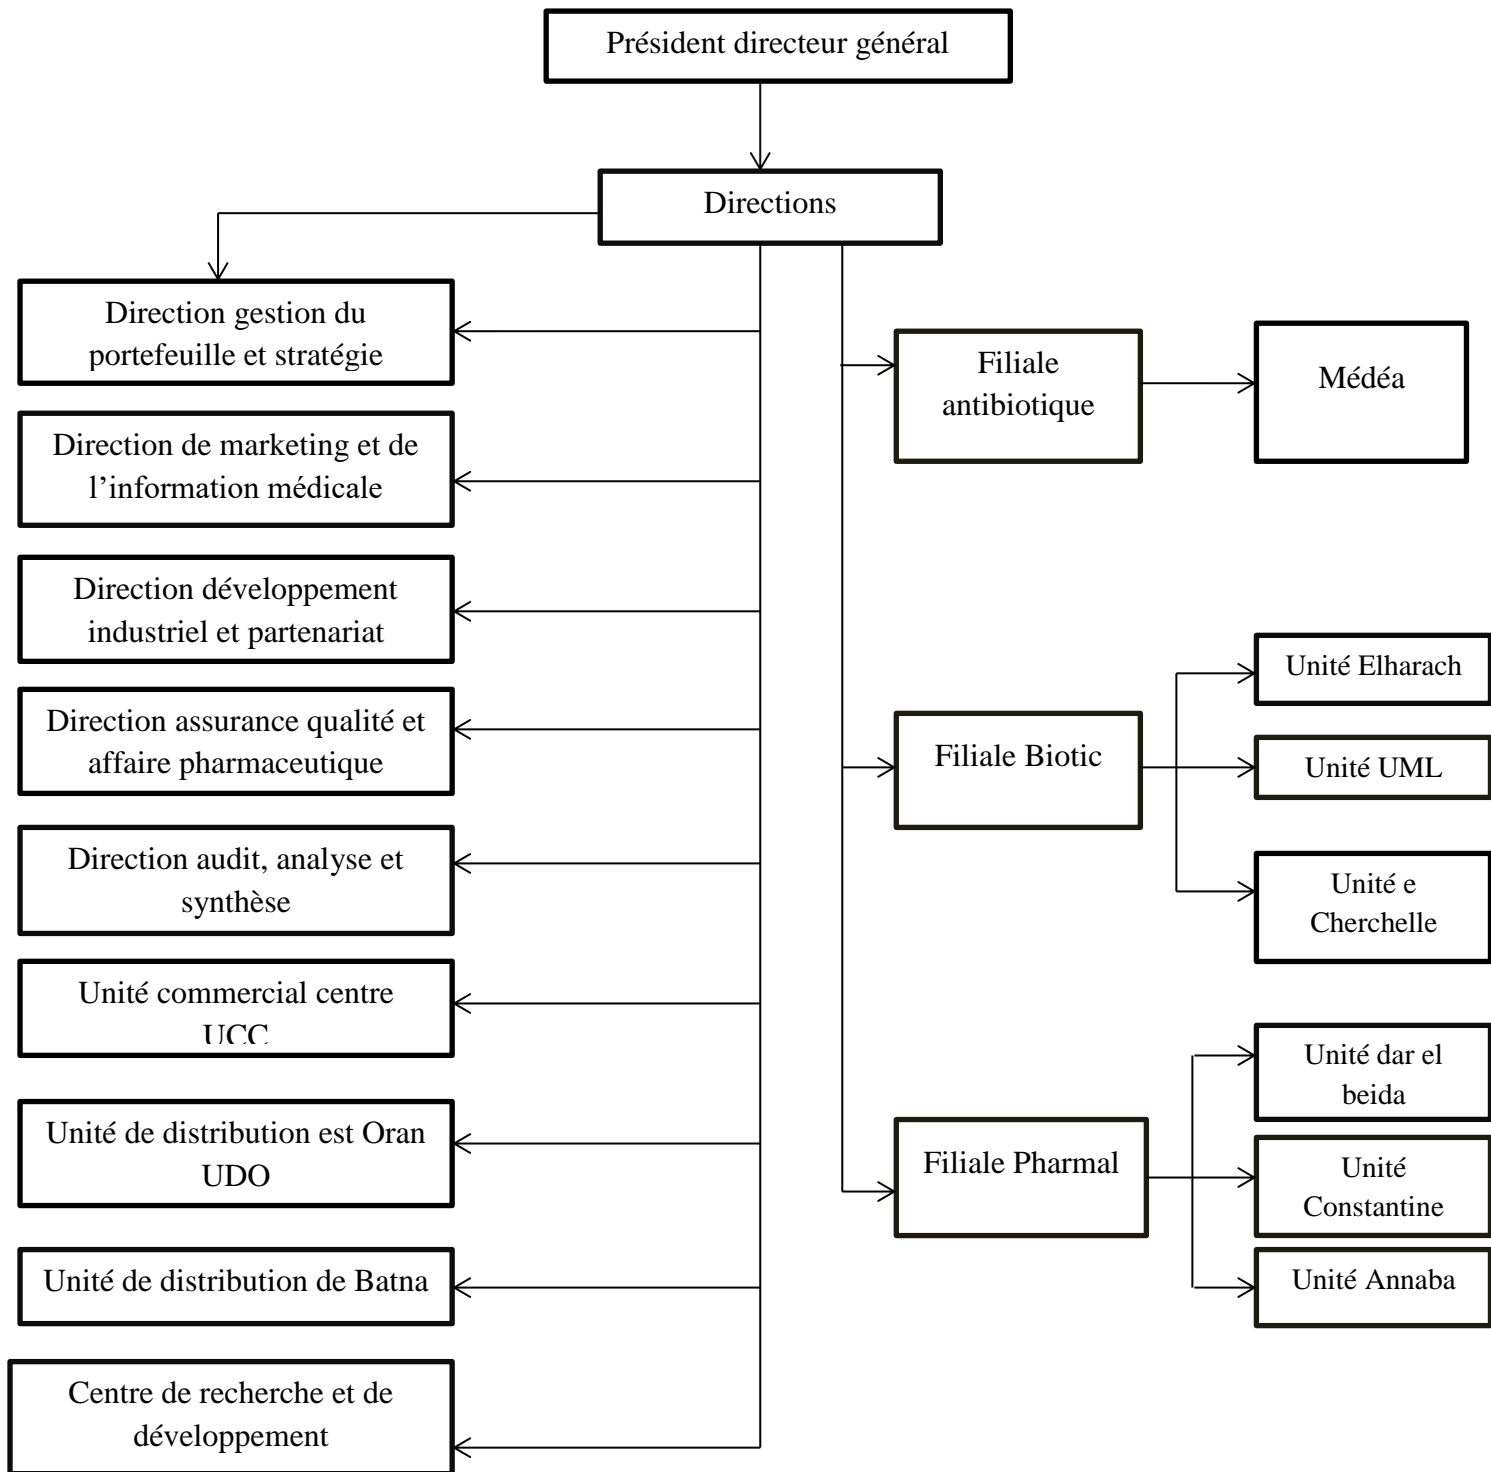 Président directeur général
Directions
Direction gestion du
portefeuille et stratégie
Direction de marketing et de
l’information médicale
Direction développement
industriel et partenariat
Direction assurance qualité et
affaire pharmaceutique
Direction audit, analyse et
synthèse
Unité commercial centre
UCC
Unité de distribution est Oran
UDO
Unité de distribution de Batna
Centre de recherche et de
développement
Filiale
antibiotique
Médéa
Filiale Biotic
Unité Elharach
Unité UML
Unité e
Cherchelle
Filiale Pharmal
Unité dar el
beida
Unité
Constantine
Unité Annaba